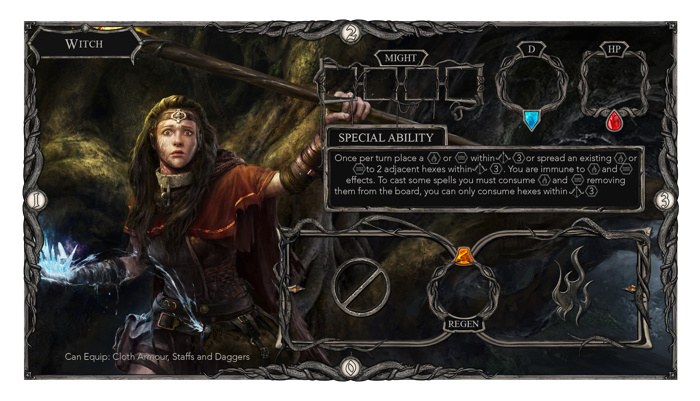 WITCH
2
MIGHT
D
HP
SPECIAL ABILITY
Once per turn place a or within 3 or spread an existing or
to 2 adjacent hexes within 3. You are immune to and
effects. To cast some spells you must consume and removing
them from the board, you can only consume hexes within 3
1
3
REGEN
Can Equip: Cloth Armour, Staffs and Daggers
0